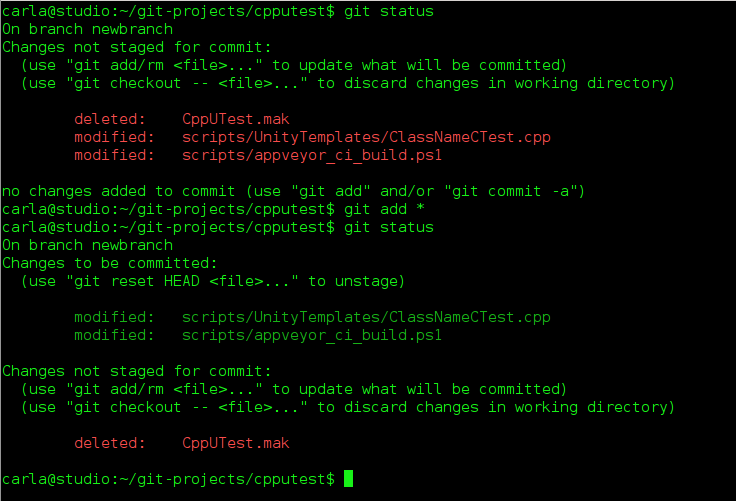 carla@studio:~/git-projects/cpputest$ git status
On branch newbranch
Changes not staged for commit:
  (use "git add/rm <file>..." to update what will be committed)
  (use "git checkout -- <file>..." to discard changes in working directory)

        deleted:    CppUTest.mak
        modified:   scripts/UnityTemplates/ClassNameCTest.cpp
        modified:   scripts/appveyor_ci_build.ps1

no changes added to commit (use "git add" and/or "git commit -a")
carla@studio:~/git-projects/cpputest$ git add *
carla@studio:~/git-projects/cpputest$ git status
On branch newbranch
Changes to be committed:
  (use "git reset HEAD <file>..." to unstage)

        modified:   scripts/UnityTemplates/ClassNameCTest.cpp
        modified:   scripts/appveyor_ci_build.ps1

Changes not staged for commit:
  (use "git add/rm <file>..." to update what will be committed)
  (use "git checkout -- <file>..." to discard changes in working directory)

        deleted:    CppUTest.mak

carla@studio:~/git-projects/cpputest$